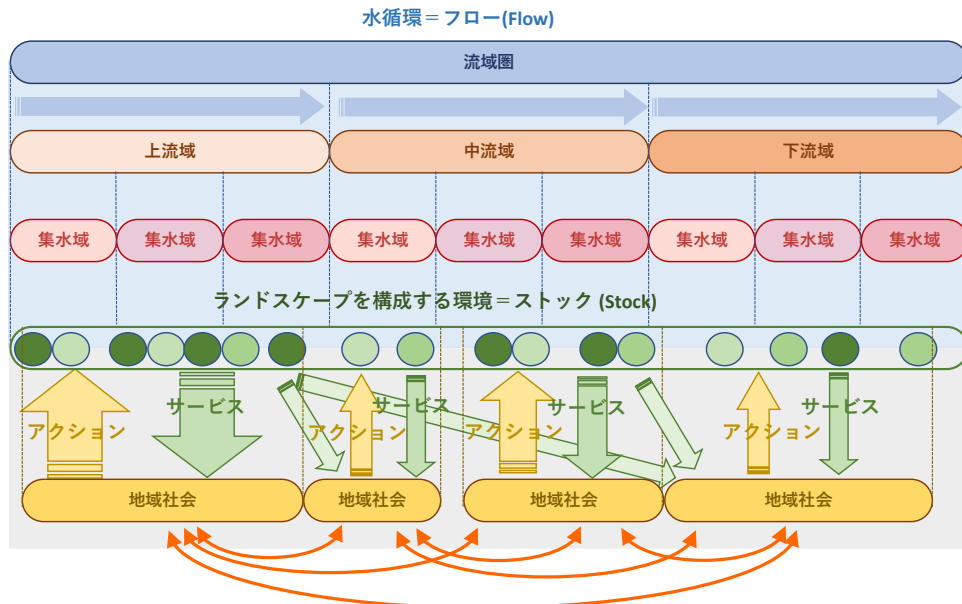 水循環＝フロー(Flow)
流域圏
上流域 中流域 下流域
集水域 集水域 集水域 集水域 集水域 集水域 集水域 集水域 集水域
ランドスケープを構成する環境＝ストック (Stock)
サービス サービス サービス サービス
アクション アクション アクション アクション
地域社会 地域社会 地域社会 地域社会